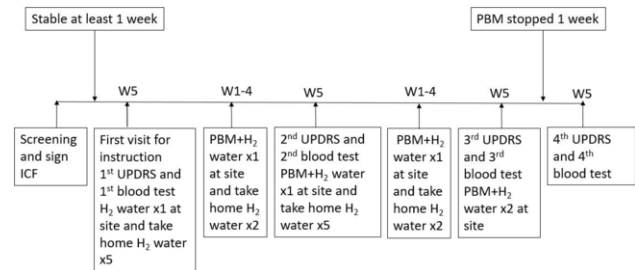 Stable at least 1 week
PBM stopped 1 week
W5
W1-4
W5
W1-4
W5
W5
Screening
and sign
ICF
First visit for
instruction
1st UPDRS and
1st blood test
H2 water x1 at
site and take
home H2 water
x5
PBM+H2
water x1
at site
and take
home H2
water x2
2nd UPDRS and
2nd blood test
PBM+H2 water
x1 at site and
take home H2
water x5
PBM+H2
water x1
at site
and take
home H2
water x2
3rd UPDRS
and 3rd
blood test
PBM+H2
water x2 at
site
4th UPDRS
and 4th
blood test